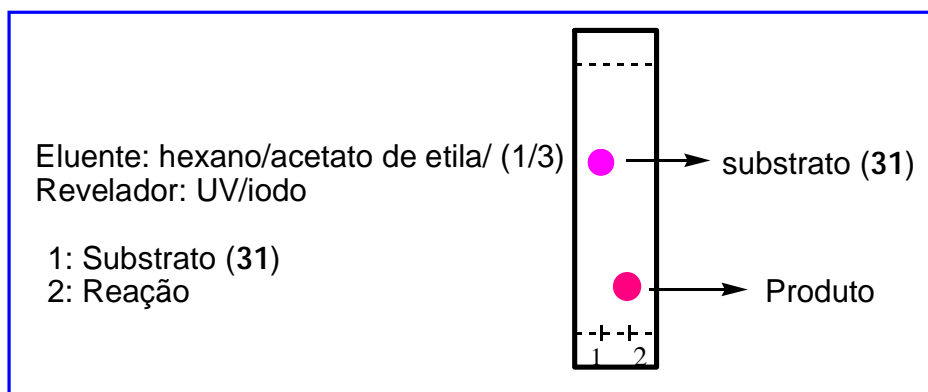 Eluente: hexano/acetato de etila/ (1/3)
Revelador: UV/iodo
1: Substrato (31)
2: Reação
substrato (31)
Produto
1 2